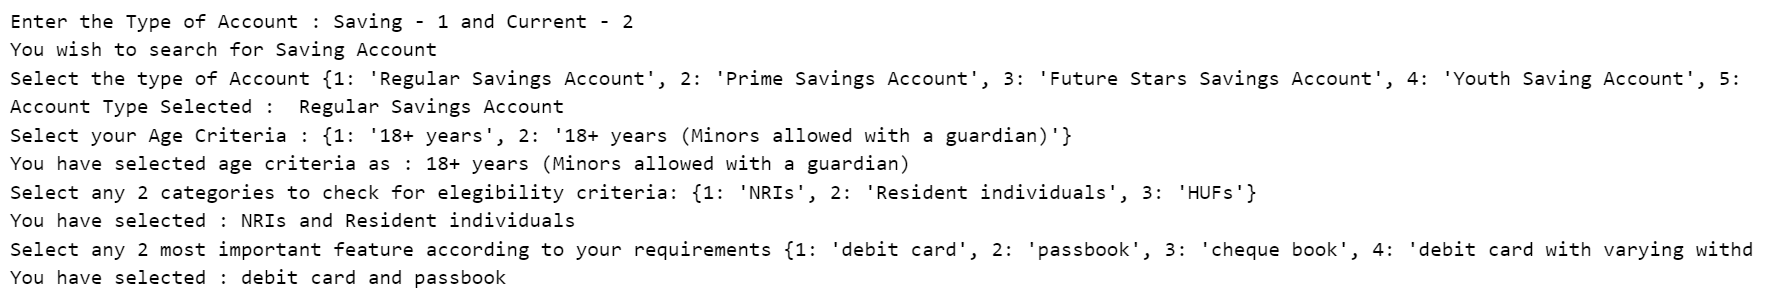 Enter the Type of Account : Saving - 1 and Current - 2
You wish to search for Saving Account
Select the type of Account {1: 'Regular Savings Account', 2: 'Prime Savings Account', 3: 'Future Stars Savings Account', 4: 'Youth Saving Account', 5:
Account Type Selected :  Regular Savings Account
Select your Age Criteria : {1: '18+ years', 2: '18+ years (Minors allowed with a guardian)'}
You have selected age criteria as : 18+ years (Minors allowed with a guardian)
Select any 2 categories to check for elegibility criteria: {1: 'NRIs', 2: 'Resident individuals', 3: 'HUFs'}
You have selected : NRIs and Resident individuals
Select any 2 most important feature according to your requirements {1: 'debit card', 2: 'passbook', 3: 'cheque book', 4: 'debit card with varying withd
You have selected : debit card and passbook